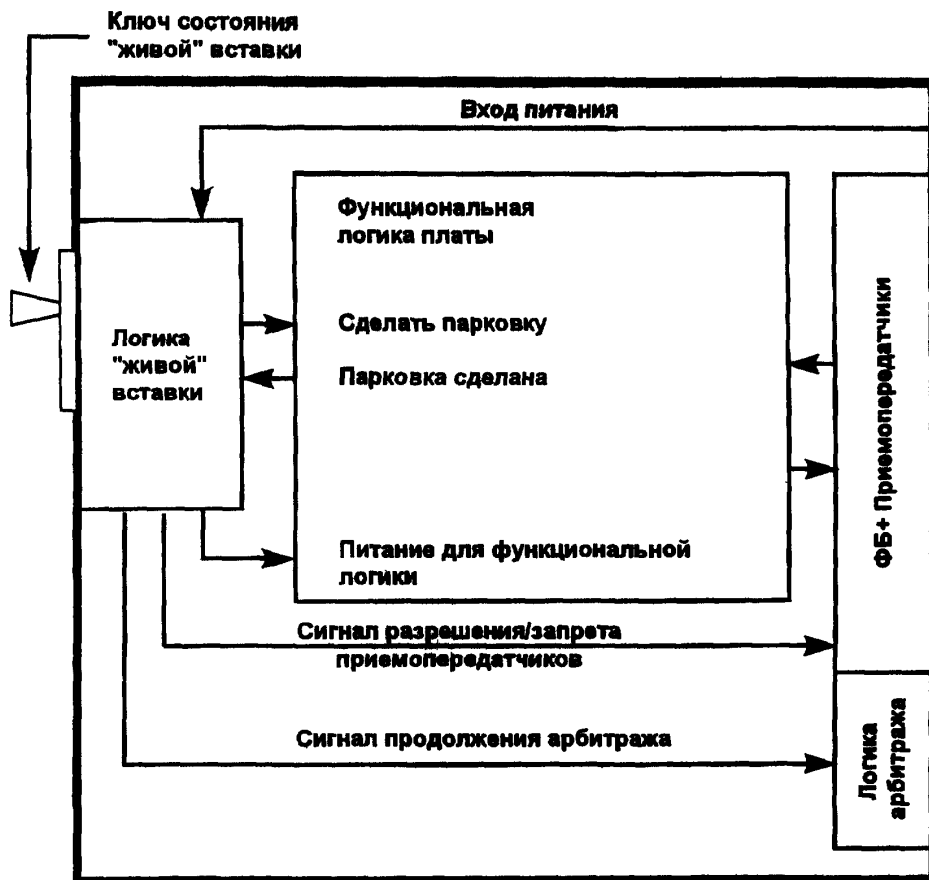 Ключ состояния
"живой" вставки
Вход питания
Функциональная
логика платы
Сделать парковку
Логика
"живой"
вставки
Парковка сделана
ФБ+ Приемопередатчики
Питание для функциональной
логики
Сигнал разрешения/запрета
приемопередатчиков
Сигнал продолжения арбитража
Логика
арбитража